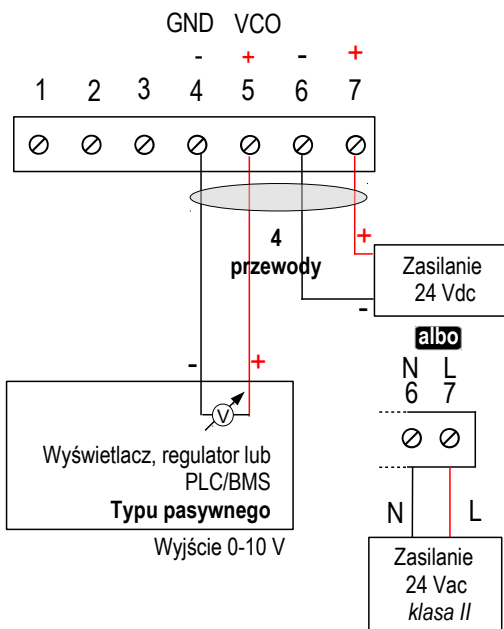 GND VCO
- + - +
1 2 3 4 5 6 7
4
przewody
+
Zasilanie
24 Vdc
-
albo
- +
V
Wyświetlacz, regulator lub
PLC/BMS
Typu pasywnego
Wyjście 0-10 V
N L
6 7
N L
Zasilanie
24 Vac
klasa II